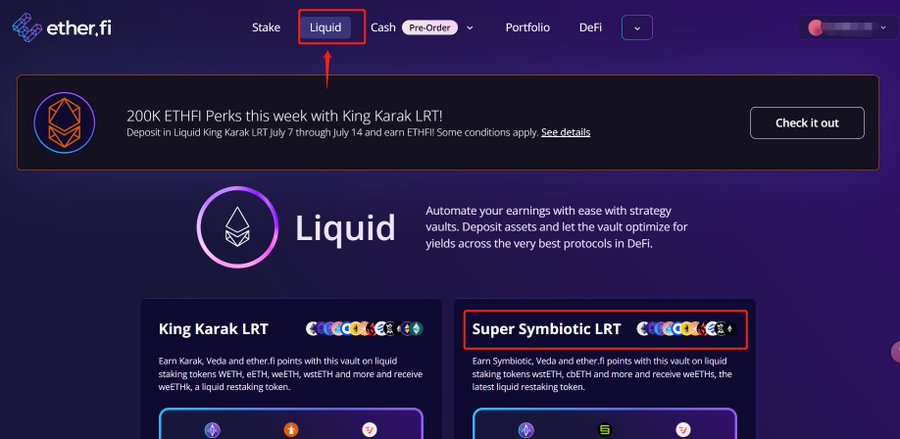 ether.fi
Stake
Liquid
Cash
Pre-Order
Portfolio
DeFi
200K ETHFI Perks this week with King Karak LRT!
Deposit in Liquid King Karak LRT July 7 through July 14 and earn ETHFI! Some conditions apply. See details
Check it out
Liquid
Automate your earnings with ease with strategy
vaults. Deposit assets and let the vault optimize for
yields across the very best protocols in DeFi.
King Karak LRT
Earn Karak, Veda and ether.fi points with this vault on liquid
staking tokens WETH, eETH, weETH, wstETH and more and receive
weETHk, a liquid restaking token.
Super Symbiotic LRT
Earn Symbiotic, Veda and ether.fi points with this vault on liquid
staking tokens wstETH, cbETH and more and receive weETHs, the
latest liquid restaking token.